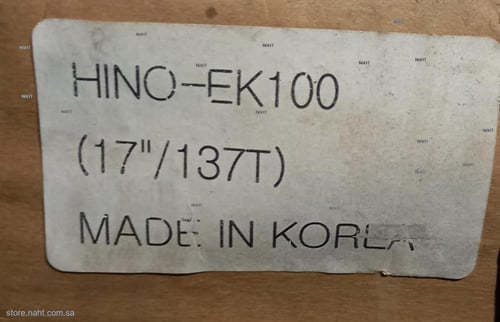 HINO-EK100
(17"/137T)
MADE IN KOREA
store.naht.com.sa